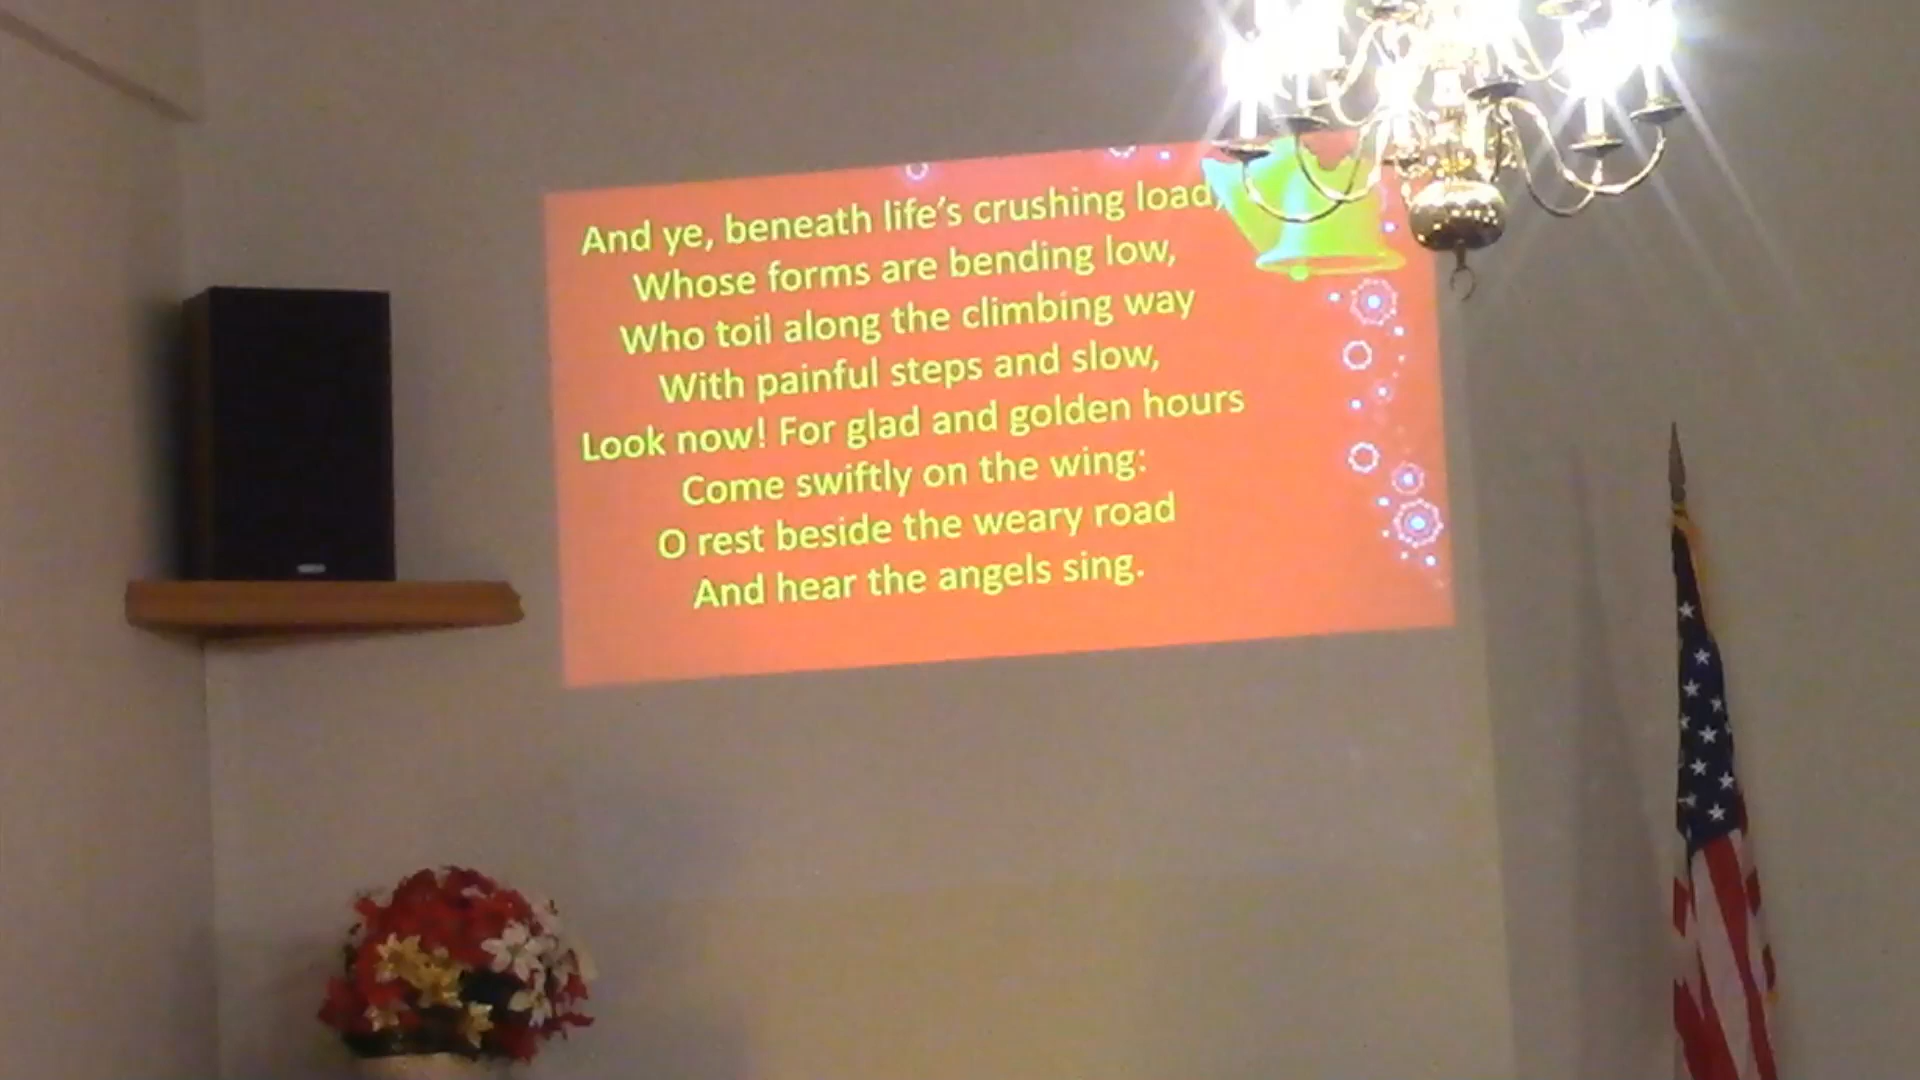 And ye, beneath life's crushing load,
Whose forms are bending low,
Who toil along the climbing way
With painful steps and slow,
Look now! For glad and golden hours
Come swiftly on the wing:
O rest beside the weary road
And hear the angels sing.